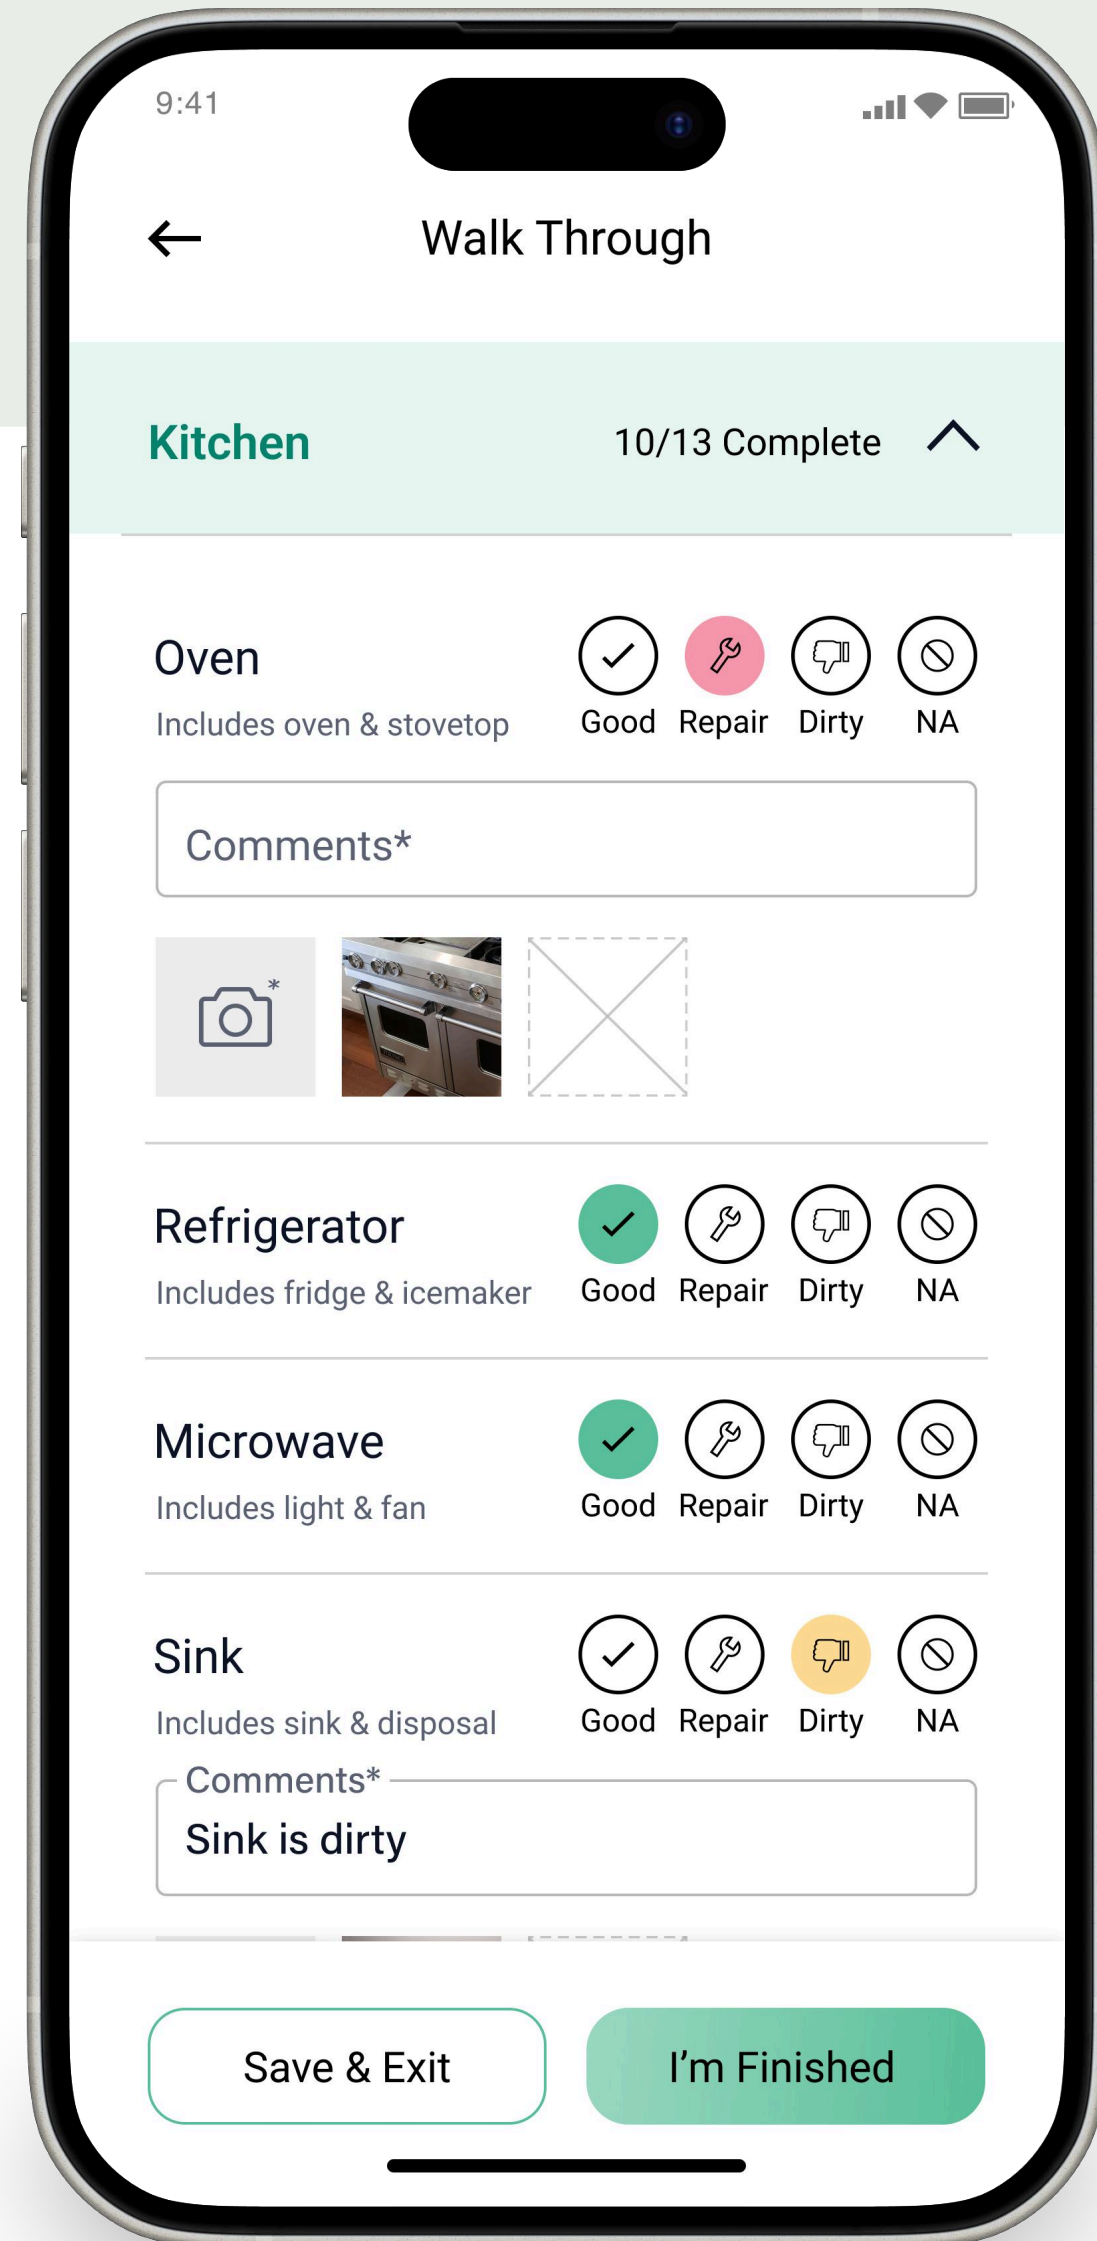 9:41
Walk Through
Kitchen 10/13 Complete
Oven
Good Repair Dirty NA
Includes oven & stovetop
Comments*
*
Refrigerator
Good Repair Dirty NA
Includes fridge & icemaker
Microwave
Good Repair Dirty NA
Includes light & fan
Sink
Good Repair Dirty NA
Includes sink & disposal
Comments*
Sink is dirty
Save & Exit I’m Finished